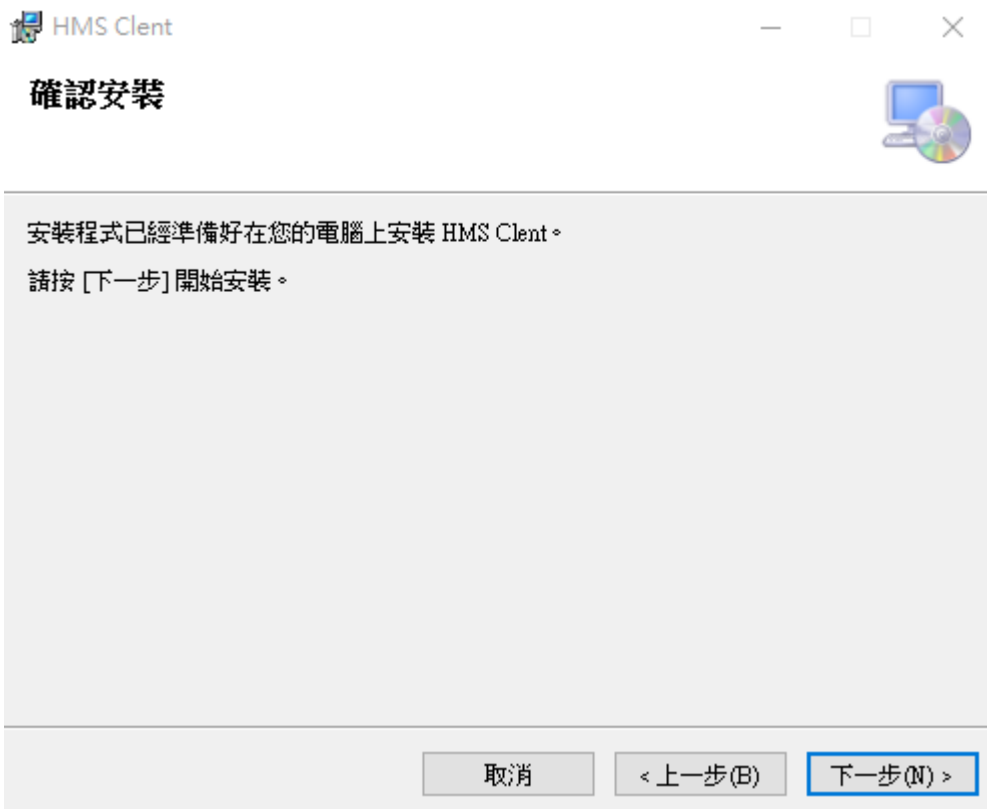 HMS Clent
確認安裝
安裝程式已經準備好在您的電腦上安裝 HMS Clent。
請按 [下一步] 開始安裝。
取消
< 上一步(B)
下一步(N) >